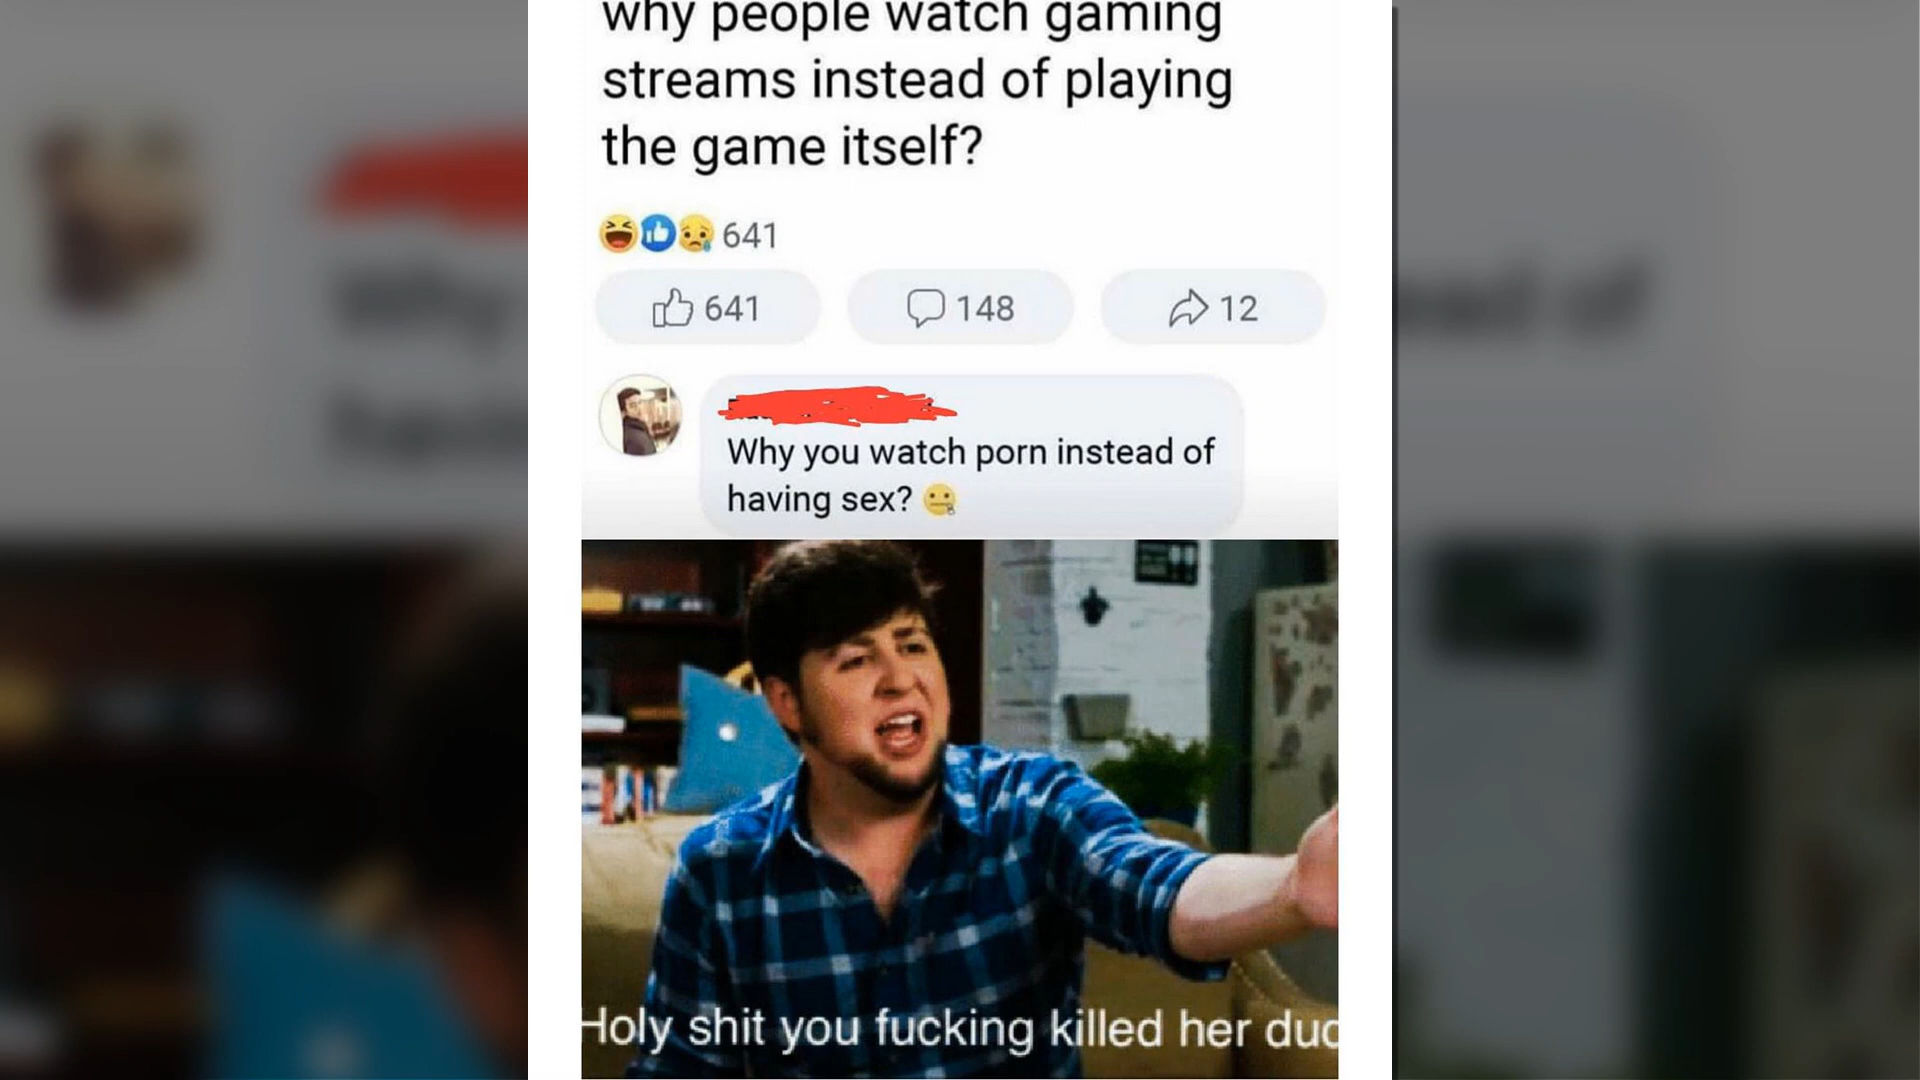 why people watch gaming
streams instead of playing
the game itself?
641
641
148
12
Why you watch porn instead of
having sex?
Holy shit you fucking killed her